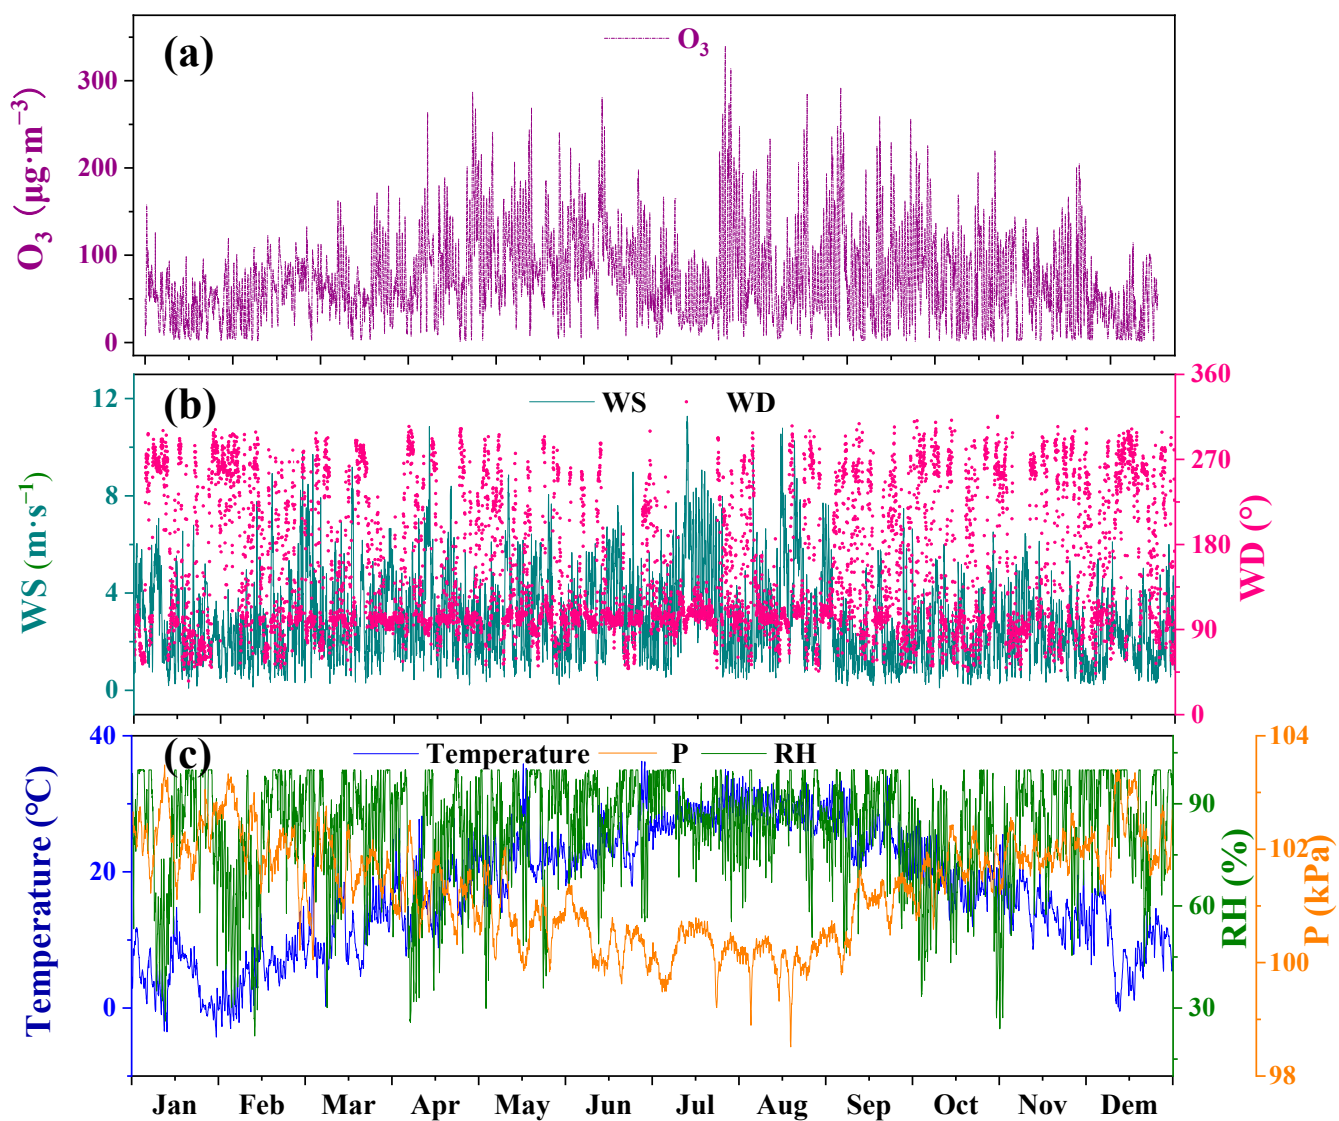 (a)
O₃
300
200
100
0
O₃ (μg·m⁻³)
(b)
WS
WD
12
8
4
0
WS (m·s⁻¹)
360
270
180
90
0
WD (°)
(c)
Temperature
P
RH
40
20
0
Temperature (°C)
90
60
30
RH (%)
104
102
100
98
P (kPa)
Jan Feb Mar Apr May Jun Jul Aug Sep Oct Nov Dem